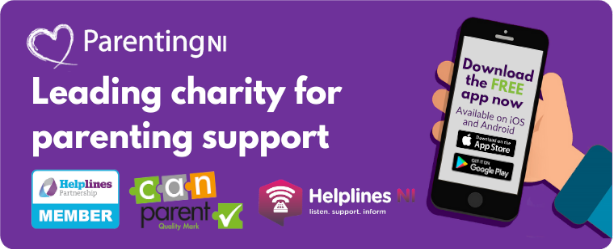 ParentingNI
Leading charity for
parenting support
Helplines
Partnership
MEMBER
can
parent
Quality Mark
Helplines NI
listen. support. inform
Download
the FREE
app now
Available on iOS
and Android
Download on the
App Store
GET IT ON
Google Play